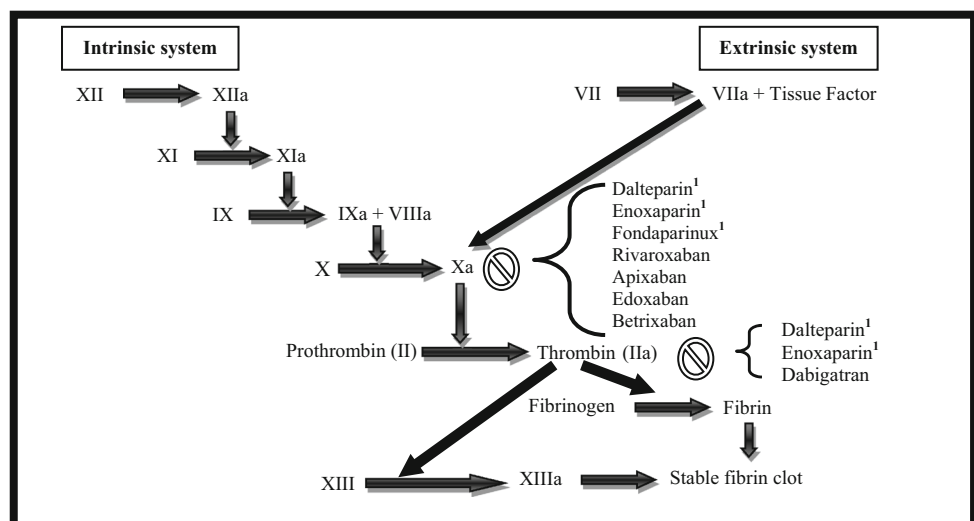 Intrinsic system
Extrinsic system
XII XIIa
VII VIIa + Tissue Factor
XI XIa
IX IXa + VIIIa
X Xa
Dalteparin¹
Enoxaparin¹
Fondaparinux¹
Rivaroxaban
Apixaban
Edoxaban
Betrixaban
Prothrombin (II) Thrombin (IIa)
Dalteparin¹
Enoxaparin¹
Dabigatran
Fibrinogen Fibrin
XIII XIIIa Stable fibrin clot